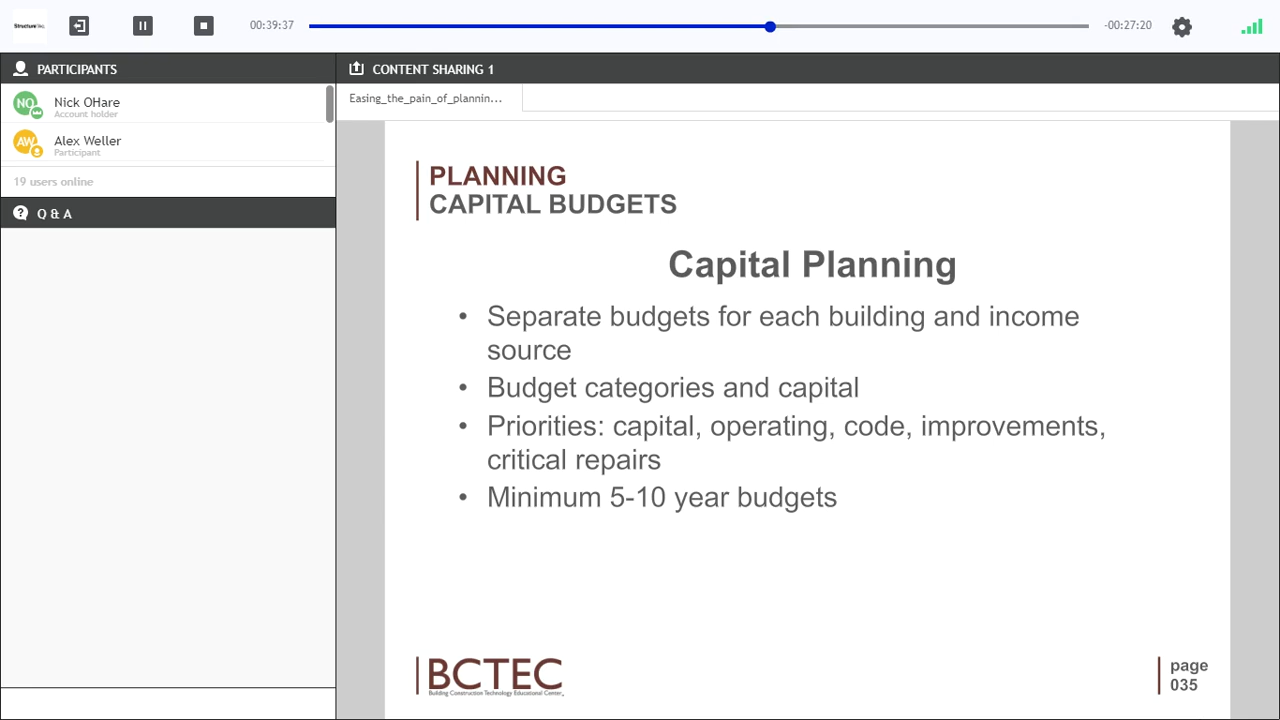 StructureTec
00:39:37
-00:27:20
PARTICIPANTS
NO
Nick OHare
Account holder
AW
Alex Weller
Participant
19 users online
Q & A
CONTENT SHARING 1
Easing_the_pain_of_plannin...
PLANNING
CAPITAL BUDGETS
Capital Planning
• Separate budgets for each building and income
source
• Budget categories and capital
• Priorities: capital, operating, code, improvements,
critical repairs
• Minimum 5-10 year budgets
BCTEC
Building Construction Technology Educational Center
page
035